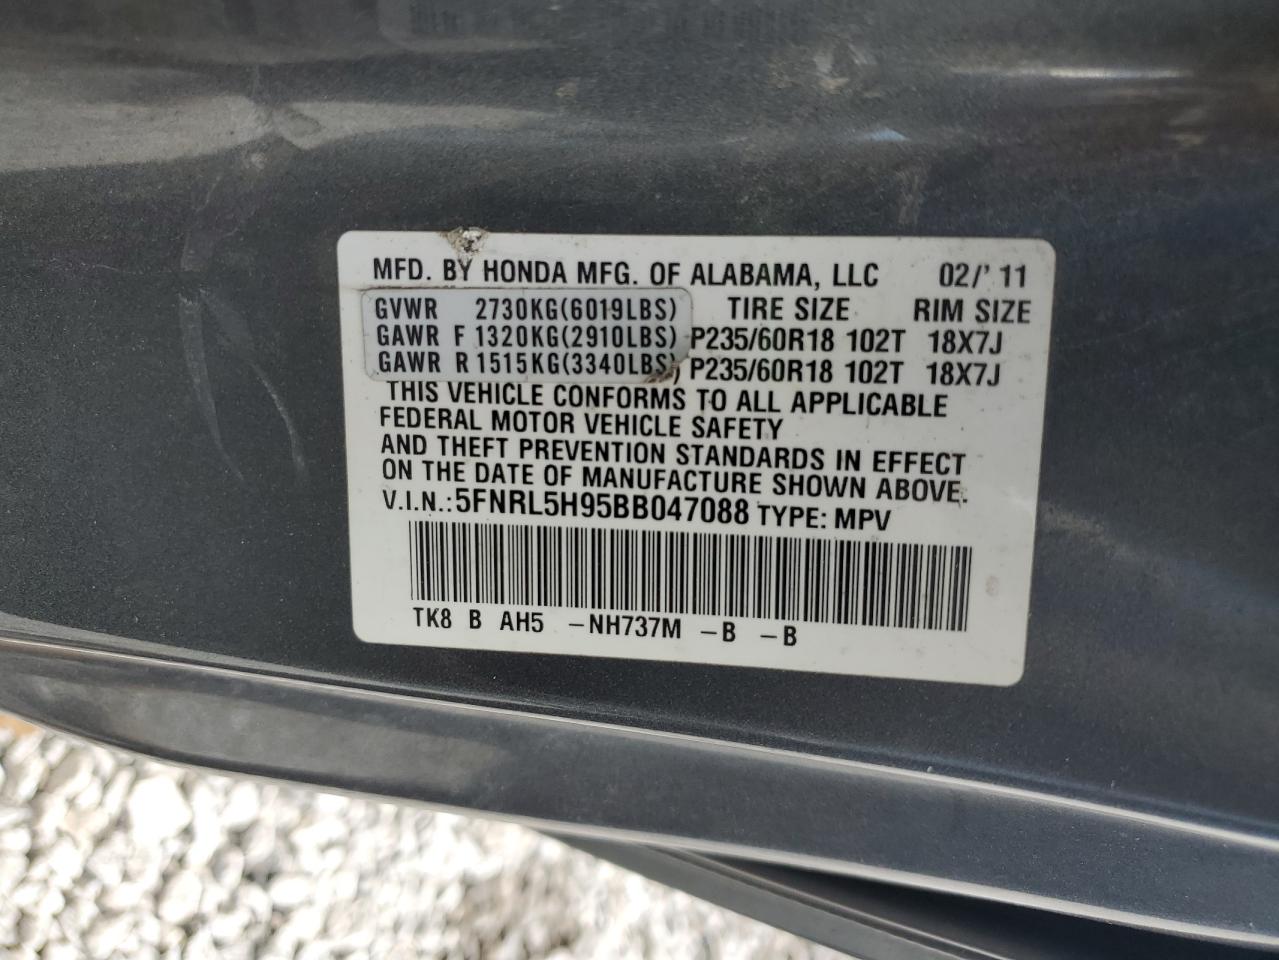 MFD. BY HONDA MFG. OF ALABAMA, LLC 02/' 11
GVWR 2730KG(6019LBS) TIRE SIZE RIM SIZE
GAWR F 1320KG(2910LBS) P235/60R18 102T 18X7J
GAWR R 1515KG(3340LBS) P235/60R18 102T 18X7J
THIS VEHICLE CONFORMS TO ALL APPLICABLE
FEDERAL MOTOR VEHICLE SAFETY
AND THEFT PREVENTION STANDARDS IN EFFECT
ON THE DATE OF MANUFACTURE SHOWN ABOVE.
V.I.N.: 5FNRL5H95BB047088 TYPE: MPV
TK8 B AH5 -NH737M -B -B